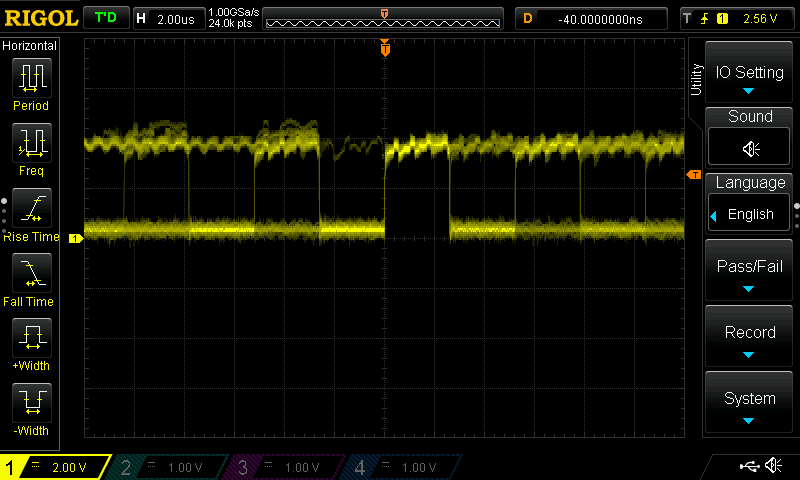 RIGOL T'D H 2.00us 1.00GSa/s 24.0k pts T D -40.0000000ns T 1 2.56 V
Horizontal
Period
Freq
Rise Time
Fall Time
+Width
-Width
T
T
1
Utility
IO Setting
Sound
Language
English
Pass/Fail
Record
System
1 2.00 V 2 1.00 V 3 1.00 V 4 1.00 V